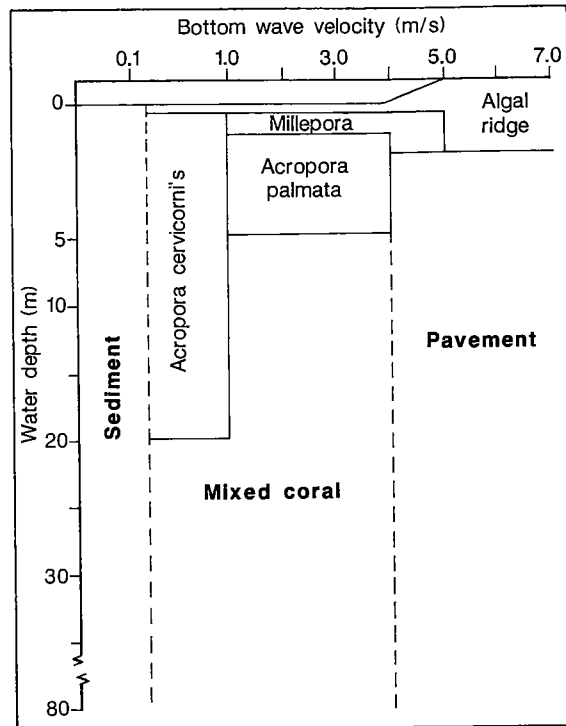 Bottom wave velocity (m/s)
0.1 1.0 3.0 5.0 7.0
0
Algal
ridge
Millepora
Acropora
palmata
Acropora cervicorni's
5
10
Pavement
Water depth (m)
Sediment
20
Mixed coral
30
80